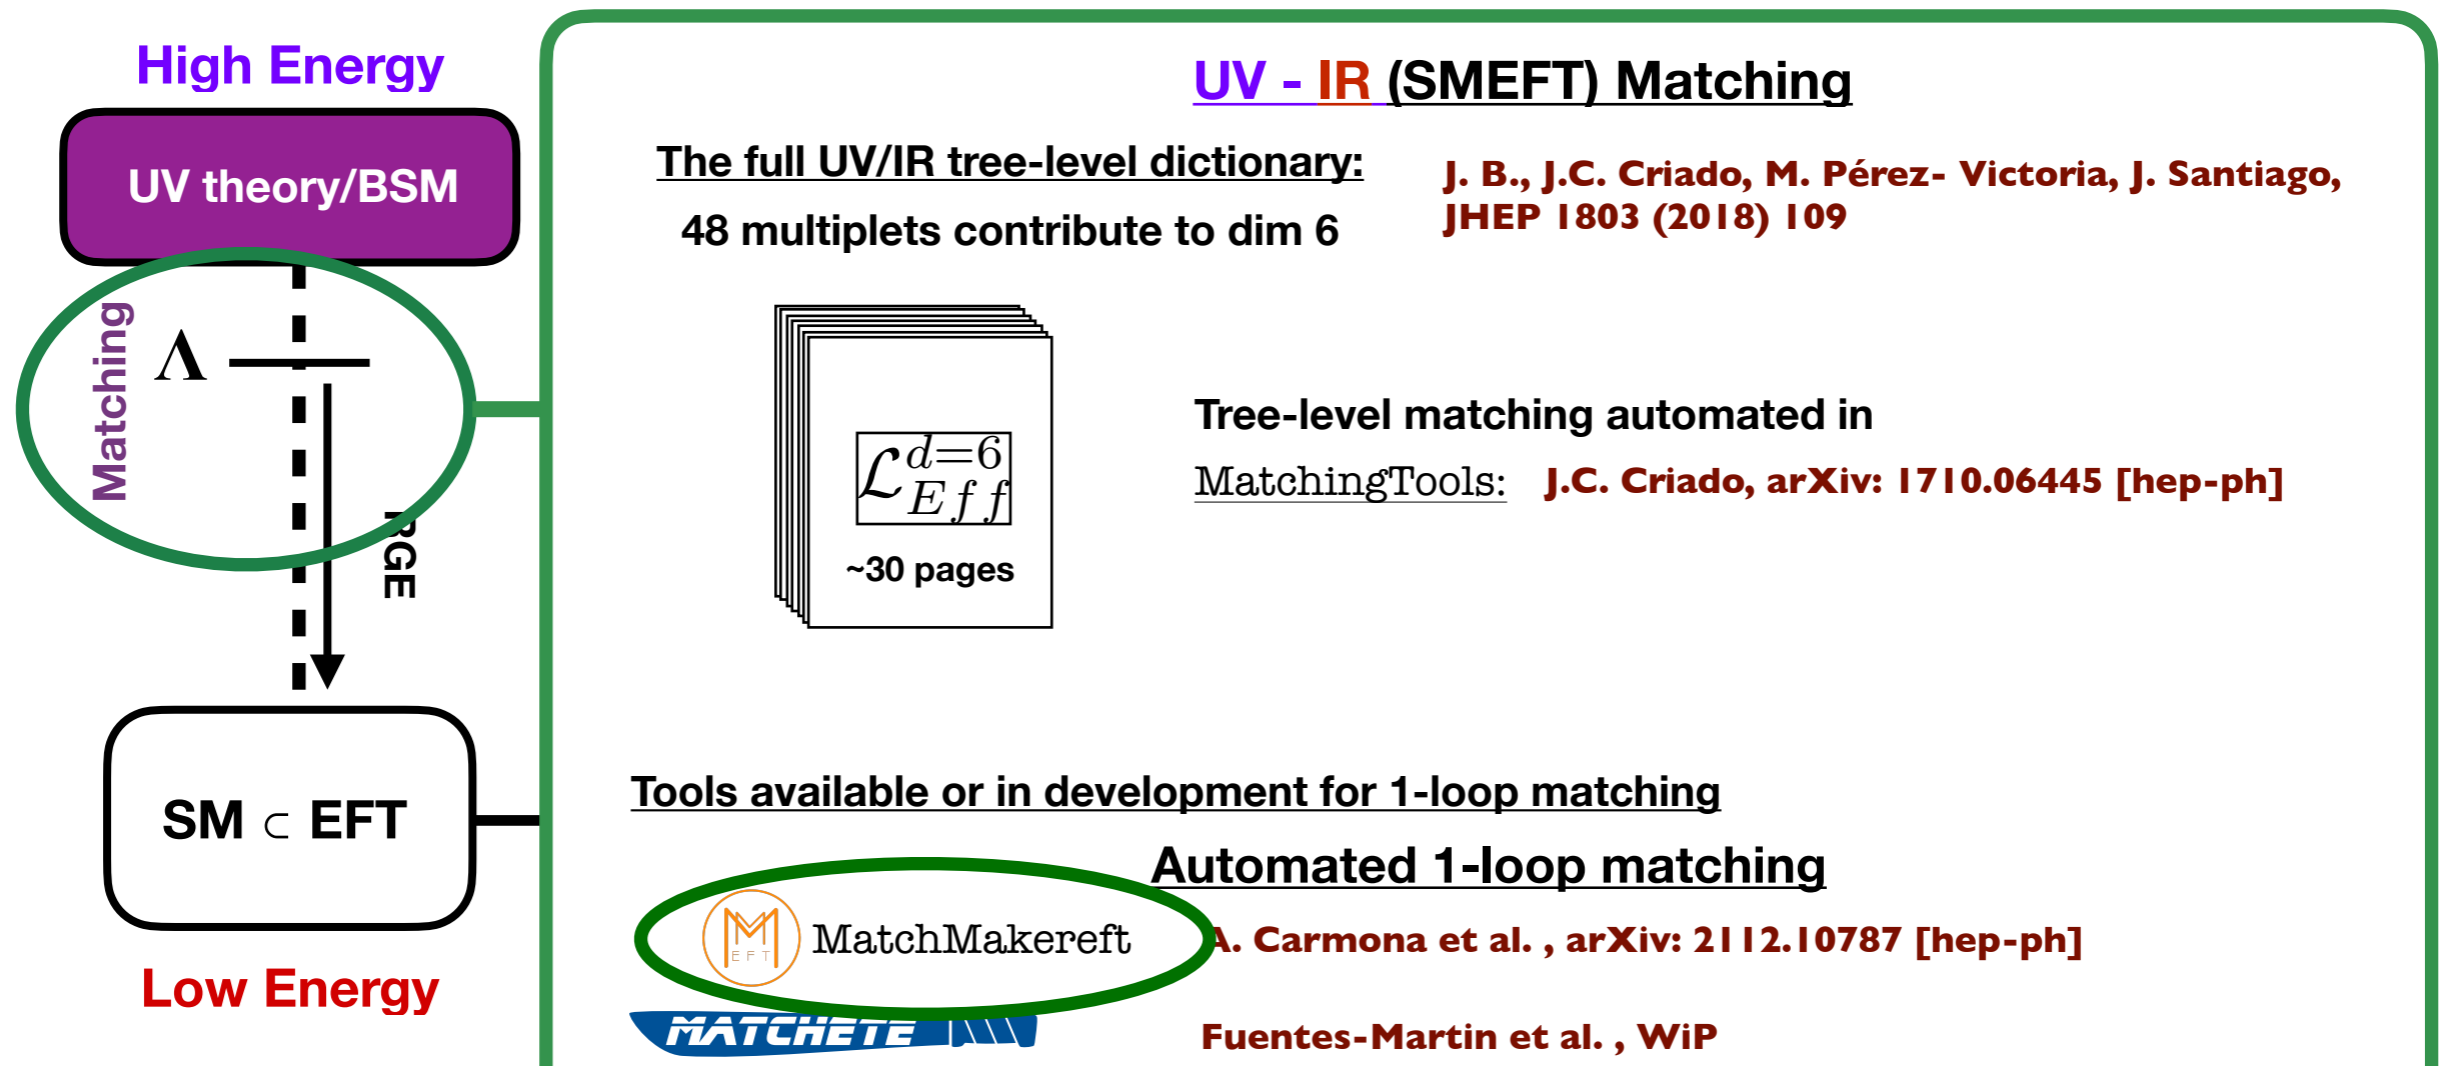 High Energy
UV theory/BSM
Matching
Λ
RGE
SM ⊂ EFT
Low Energy
UV - IR (SMEFT) Matching
The full UV/IR tree-level dictionary:
48 multiplets contribute to dim 6
J. B., J.C. Criado, M. Pérez- Victoria, J. Santiago,
JHEP 1803 (2018) 109
ℒ_{Eff}^{d=6}
~30 pages
Tree-level matching automated in
MatchingTools: J.C. Criado, arXiv: 1710.06445 [hep-ph]
Tools available or in development for 1-loop matching
Automated 1-loop matching
M EFT MatchMakereft A. Carmona et al. , arXiv: 2112.10787 [hep-ph]
MATCHETE Fuentes-Martin et al. , WiP